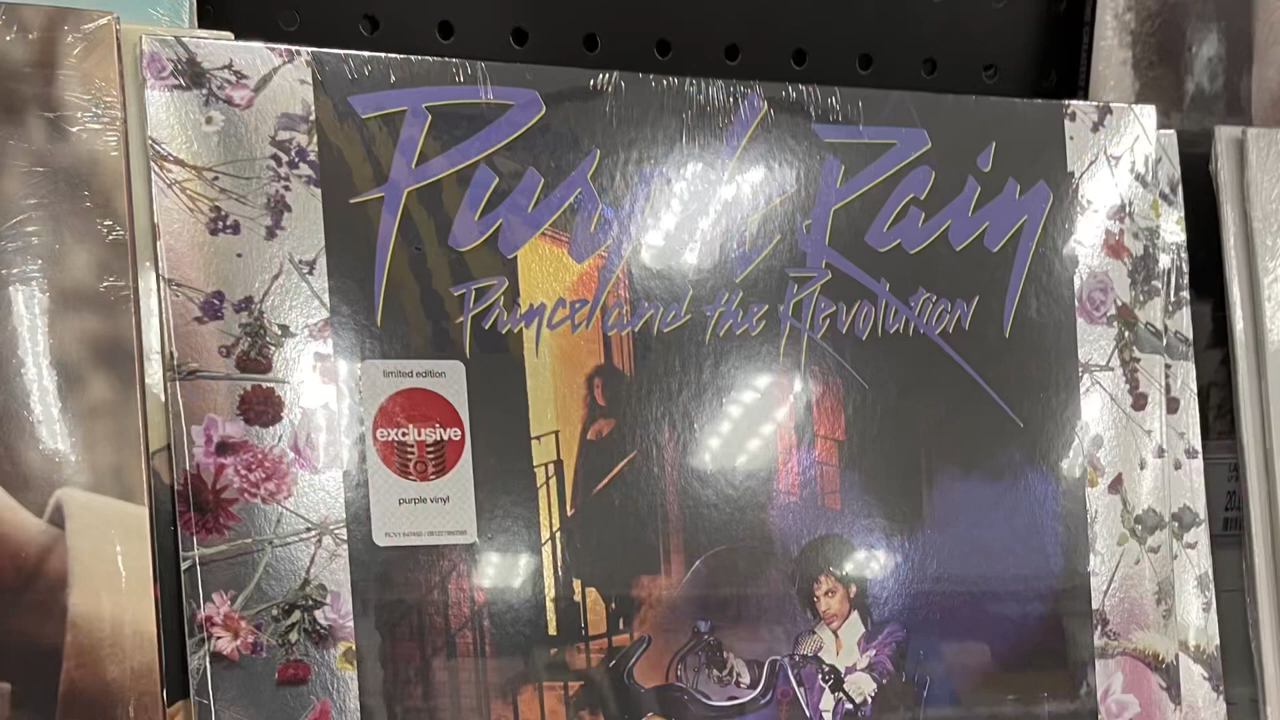 Purple Rain
Prince and the Revolution
limited edition
exclusive
purple vinyl